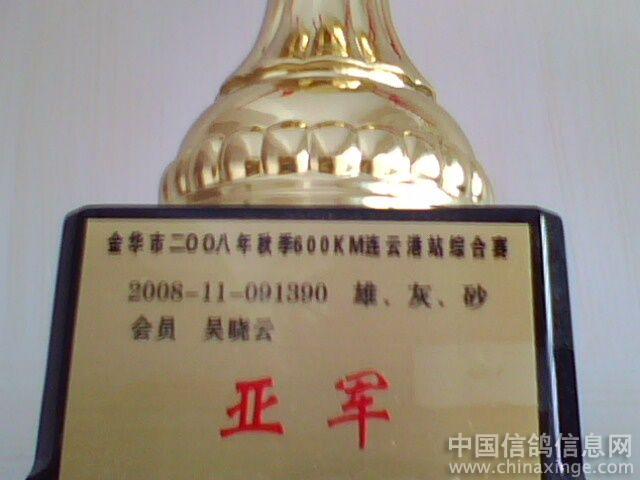 金华市二00八年秋季600KM连云港站综合赛
2008-11-091390 雄、灰、砂
会员 吴晓云
亚军
中国信鸽信息网
www.chinaxinge.com